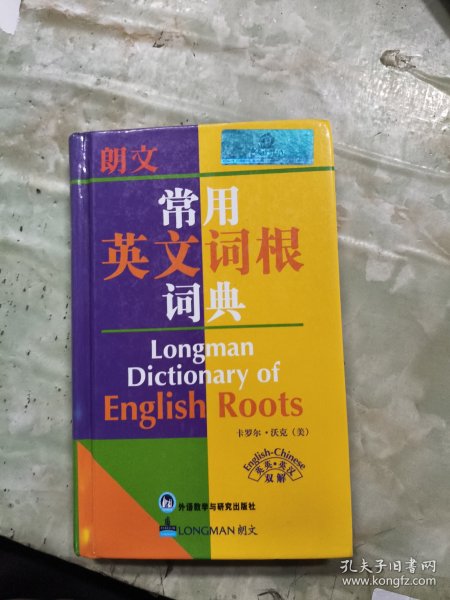 朗文
常用
英文词根
词典
Longman
Dictionary of
English Roots
卡罗尔·沃克（美）
English-Chinese
英英·英汉
双解
外语教学与研究出版社
LONGMAN 朗文
孔夫子旧书网
www.kongfz.com